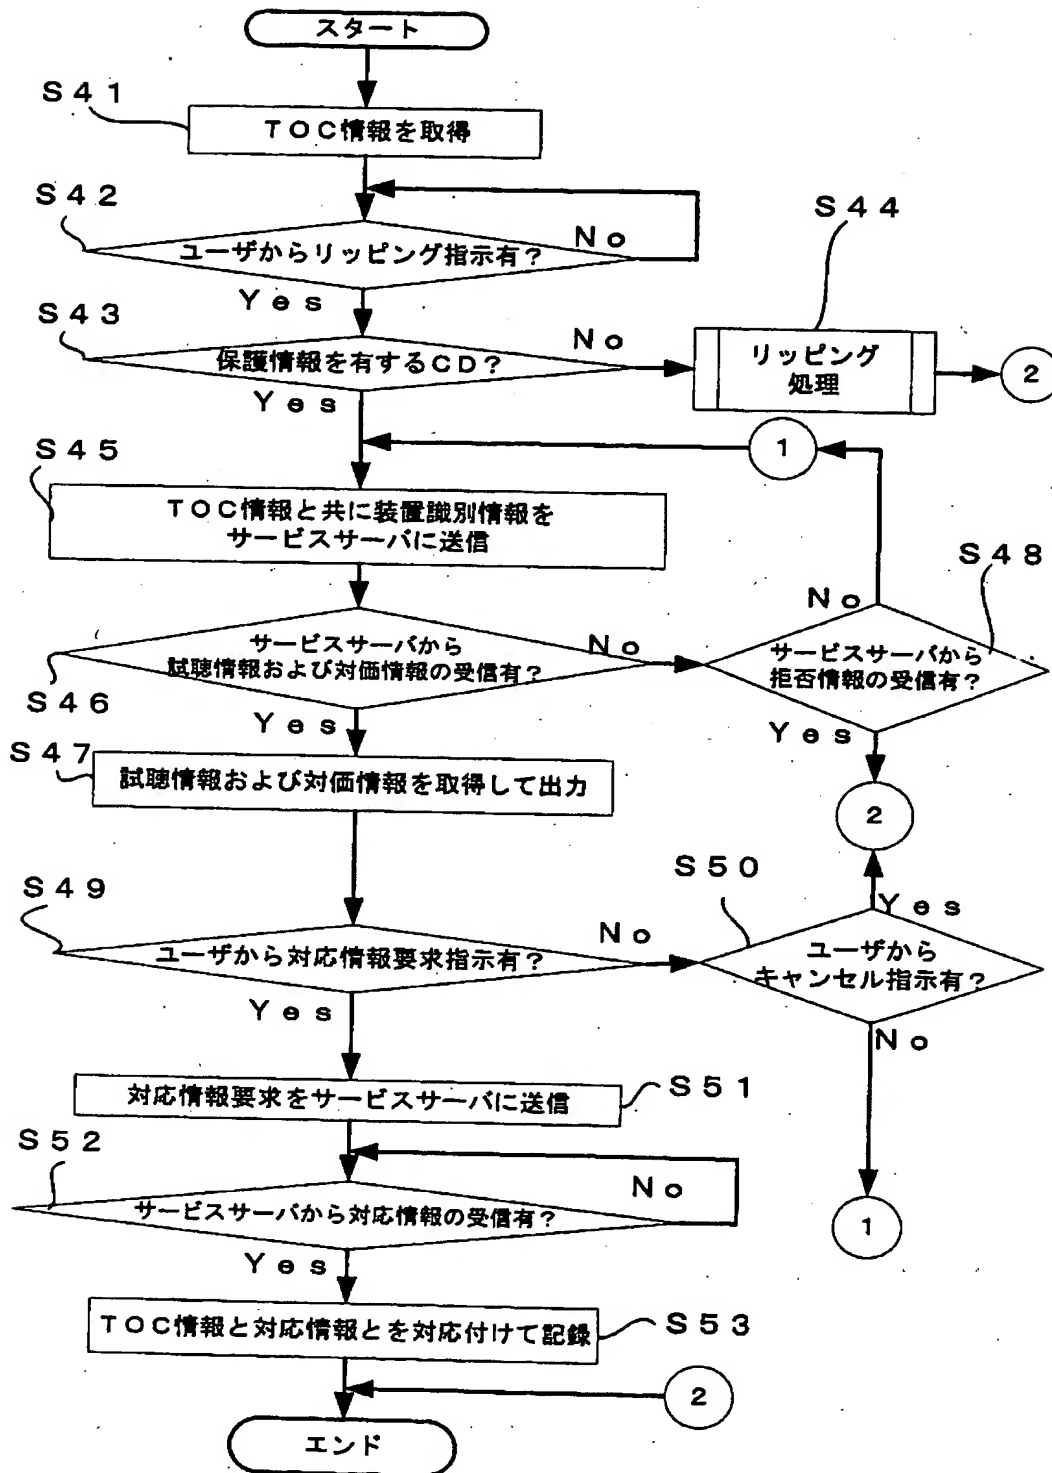 スタート
S41
TOC情報を取得
S42
ユーザからリッピング指示有?
No
Yes
S43
保護情報を有するCD?
No
Yes
S44
リッピング
処理
2
1
S45
TOC情報と共に装置識別情報を
サービスサーバに送信
S46
サービスサーバから
試聴情報および対価情報の受信有?
No
Yes
S48
No
サービスサーバから
拒否情報の受信有?
Yes
2
S47
試聴情報および対価情報を取得して出力
S49
ユーザから対応情報要求指示有?
No
Yes
S50
Yes
ユーザから
キャンセル指示有?
No
1
対応情報要求をサービスサーバに送信
S51
S52
サービスサーバから対応情報の受信有?
No
Yes
TOC情報と対応情報とを対応付けて記録
S53
2
エンド